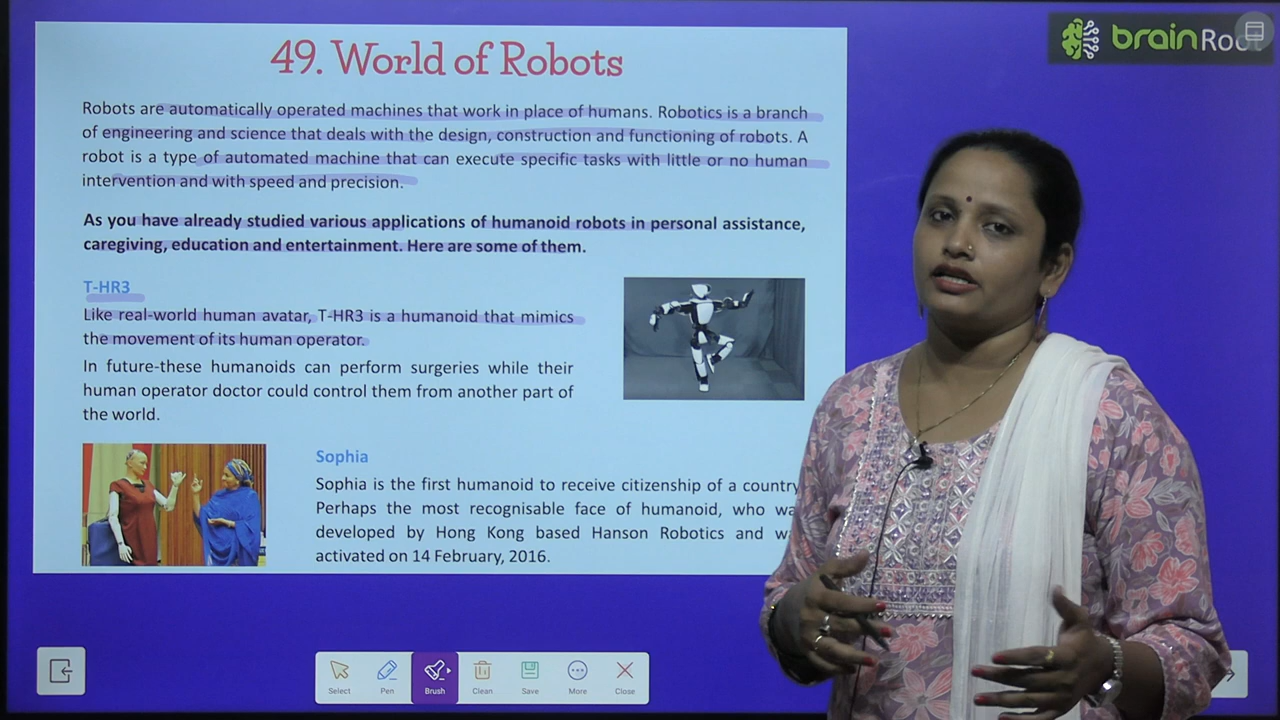 49. World of Robots
brainRoot
Robots are automatically operated machines that work in place of humans. Robotics is a branch
of engineering and science that deals with the design, construction and functioning of robots. A
robot is a type of automated machine that can execute specific tasks with little or no human
intervention and with speed and precision.
As you have already studied various applications of humanoid robots in personal assistance,
caregiving, education and entertainment. Here are some of them.
T-HR3
Like real-world human avatar, T-HR3 is a humanoid that mimics
the movement of its human operator.
In future-these humanoids can perform surgeries while their
human operator doctor could control them from another part of
the world.
Sophia
Sophia is the first humanoid to receive citizenship of a country
Perhaps the most recognisable face of humanoid, who
developed by Hong Kong based Hanson Robotics and
activated on 14 February, 2016.
Select Pen Brush Clean Save More Close